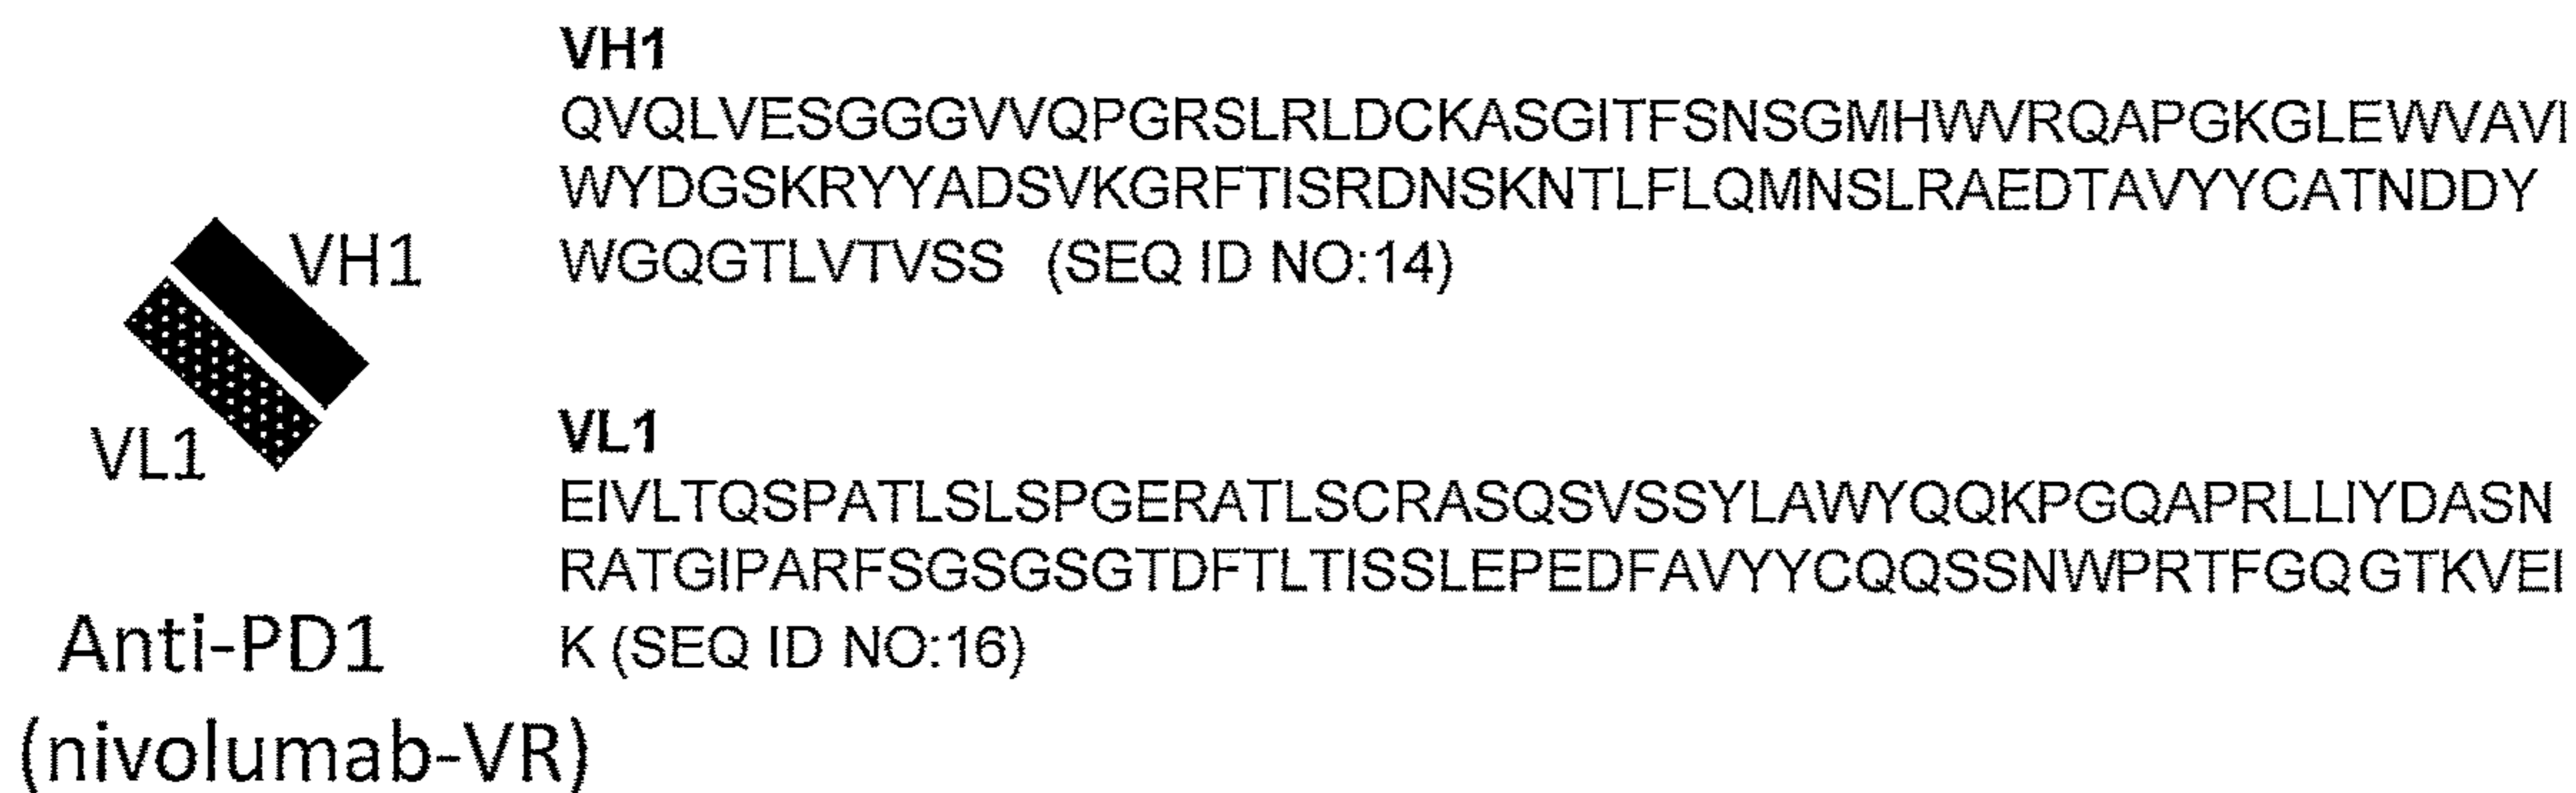 VH1
QVQLVESGGGVVQPGRSLRLDCKASGITFSNSGMHWVRQAPGKGLEWVAVI
WYDGSKRYYADSVKGRFTISRDNSKNTLFLQMNSLRAEDTAVYYCATNDDY
WGQGTLVTVSS (SEQ ID NO:14)
VH1
VL1
VL1
EIVLTQSPATLSLSPGERATLSCRASQSVSSYLAWYQQKPGQAPRLLIYDASN
RATGIPARFSGSGSGTDFTLTISSLEPEDFAVYYCQQSSNWPRTFGQGTKVEI
K (SEQ ID NO:16)
Anti-PD1
(nivolumab-VR)